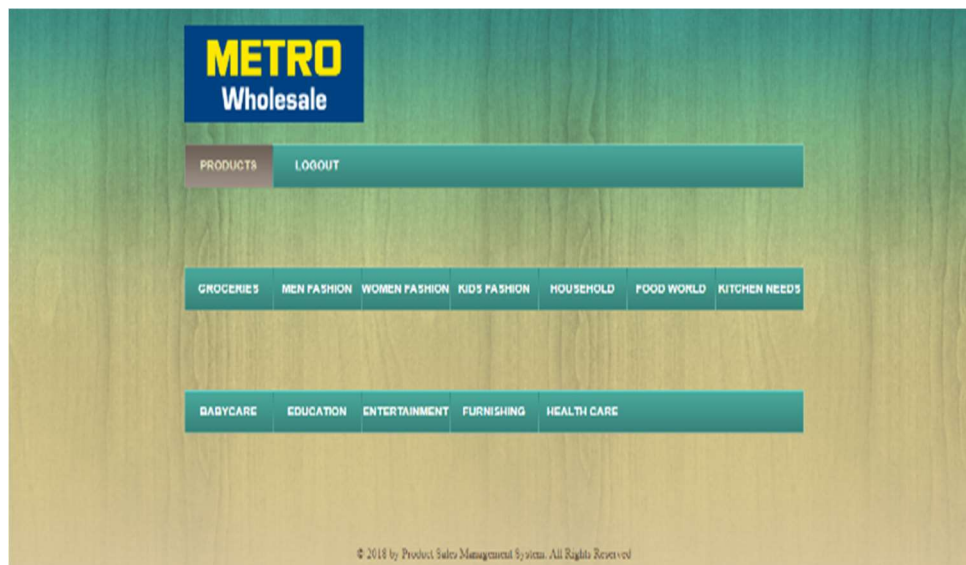 METRO
Wholesale
PRODUCTS LOGOUT
GROCERIES MEN FASHION WOMEN FASHION KIDS FASHION HOUSEHOLD FOOD WORLD KITCHEN NEEDS
BABYCARE EDUCATION ENTERTAINMENT FURNISHING HEALTH CARE
© 2018 by Product Sales Management System. All Rights Reserved